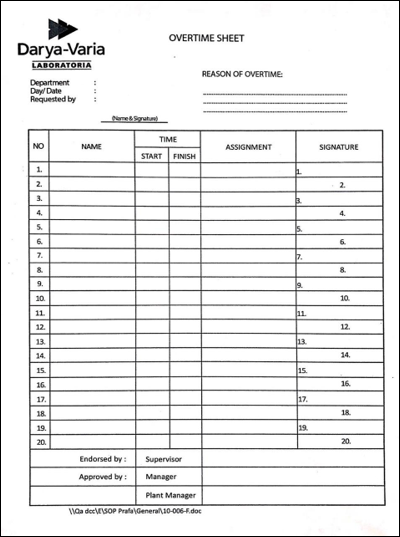 Darya-Varia
LABORATORIA
OVERTIME SHEET
REASON OF OVERTIME:
Department :
Day/ Date :
Requested by :
(Name & Signature)
NO NAME TIME ASSIGNMENT SIGNATURE
START FINISH
1. 1.
2. 2.
3. 3.
4. 4.
5. 5.
6. 6.
7. 7.
8. 8.
9. 9.
10. 10.
11. 11.
12. 12.
13. 13.
14. 14.
15. 15.
16. 16.
17. 17.
18. 18.
19. 19.
20. 20.
Endorsed by : Supervisor
Approved by : Manager
Plant Manager
\\Qa dcc\E\SOP Prafa\General\10-006-F.doc